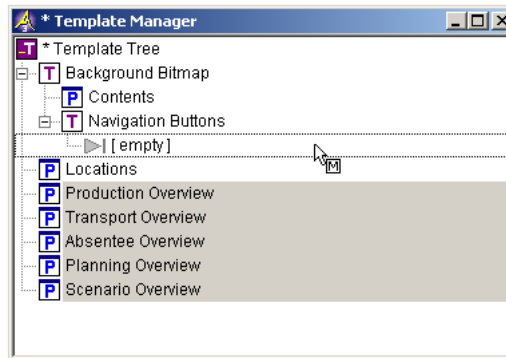 * Template Manager
T * Template Tree
T Background Bitmap
P Contents
T Navigation Buttons
[ empty ]
M
P Locations
P Production Overview
P Transport Overview
P Absentee Overview
P Planning Overview
P Scenario Overview